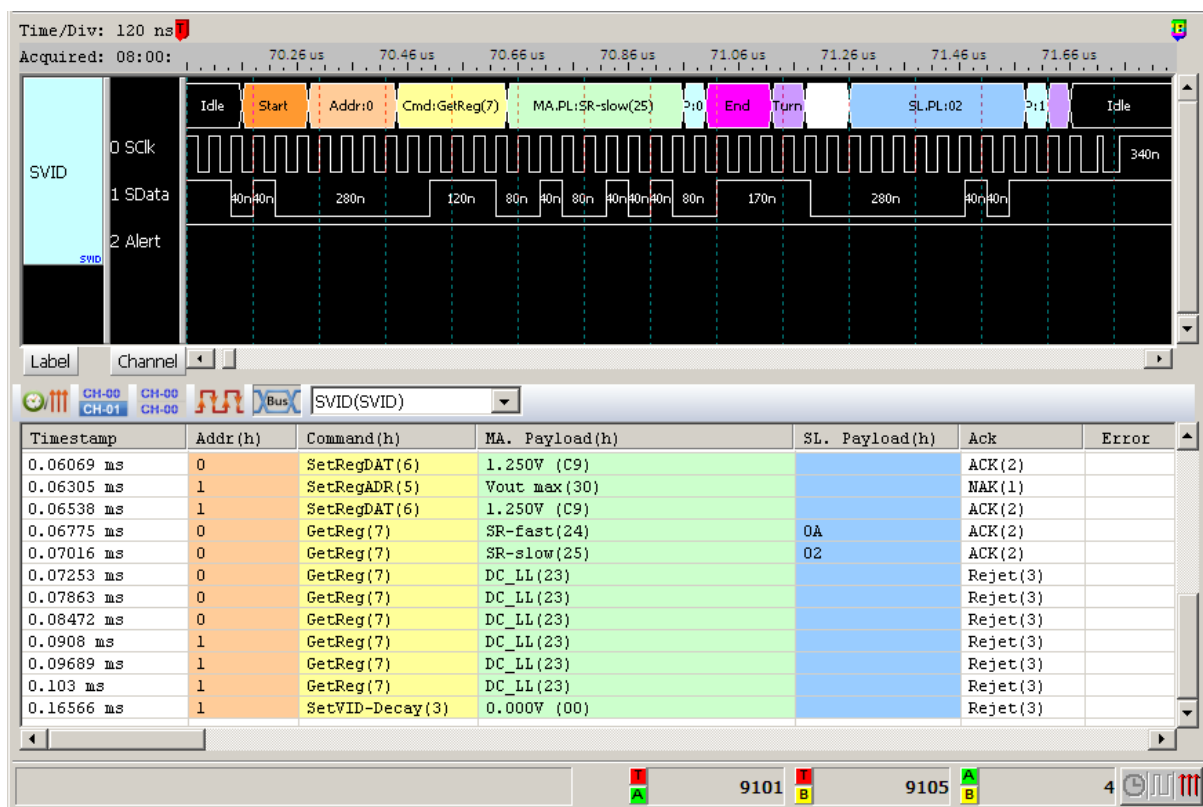 Time/Div: 120 ns T B
Acquired: 08:00: 70.26 us 70.46 us 70.66 us 70.86 us 71.06 us 71.26 us 71.46 us 71.66 us
Idle Start Addr:0 Cmd:GetReg(7) MA.PL:SR-slow(25) P:0 End Turn SL.PL:02 P:1 Idle
0 SClk 340n
SVID
1 SData 40n 40n 280n 120n 80n 40n 80n 40n 40n 40n 80n 170n 280n 40n 40n
2 Alert
SVID
Label Channel
CH-00 CH-01 CH-00 CH-00 Bus SVID(SVID)
Timestamp Addr(h) Command(h) MA. Payload(h) SL. Payload(h) Ack Error
0.06069 ms 0 SetRegDAT(6) 1.250V (C9) ACK(2)
0.06305 ms 1 SetRegADR(5) Vout max(30) NAK(1)
0.06538 ms 1 SetRegDAT(6) 1.250V (C9) ACK(2)
0.06775 ms 0 GetReg(7) SR-fast(24) 0A ACK(2)
0.07016 ms 0 GetReg(7) SR-slow(25) 02 ACK(2)
0.07253 ms 0 GetReg(7) DC_LL(23) Rejet(3)
0.07863 ms 0 GetReg(7) DC_LL(23) Rejet(3)
0.08472 ms 0 GetReg(7) DC_LL(23) Rejet(3)
0.0908 ms 1 GetReg(7) DC_LL(23) Rejet(3)
0.09689 ms 1 GetReg(7) DC_LL(23) Rejet(3)
0.103 ms 1 GetReg(7) DC_LL(23) Rejet(3)
0.16566 ms 1 SetVID-Decay(3) 0.000V (00) Rejet(3)
T A 9101 T B 9105 A B 4